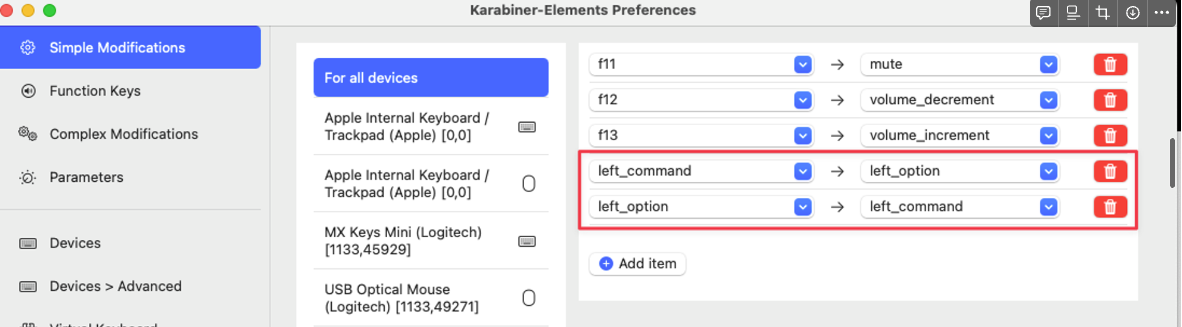 Karabiner-Elements Preferences
Simple Modifications
Function Keys
Complex Modifications
Parameters
Devices
Devices > Advanced
For all devices
Apple Internal Keyboard /
Trackpad (Apple) [0,0]
Apple Internal Keyboard /
Trackpad (Apple) [0,0]
MX Keys Mini (Logitech)
[1133,45929]
USB Optical Mouse
(Logitech) [1133,49271]
f11 → mute
f12 → volume_decrement
f13 → volume_increment
left_command → left_option
left_option → left_command
Add item